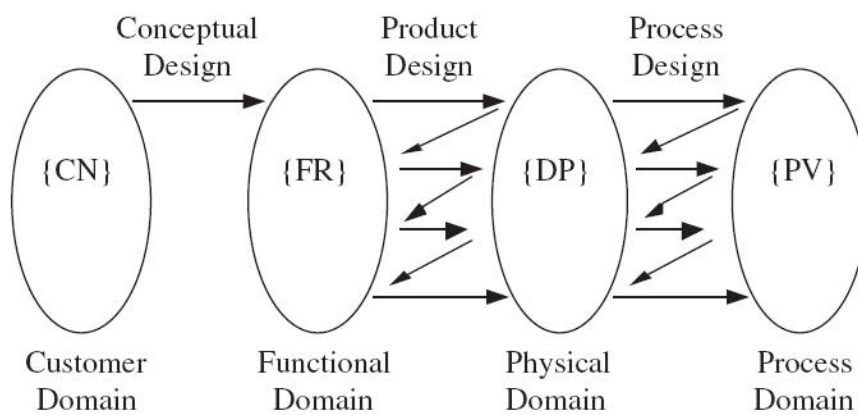 Conceptual Design
Product Design
Process Design
{CN}
{FR}
{DP}
{PV}
Customer Domain
Functional Domain
Physical Domain
Process Domain